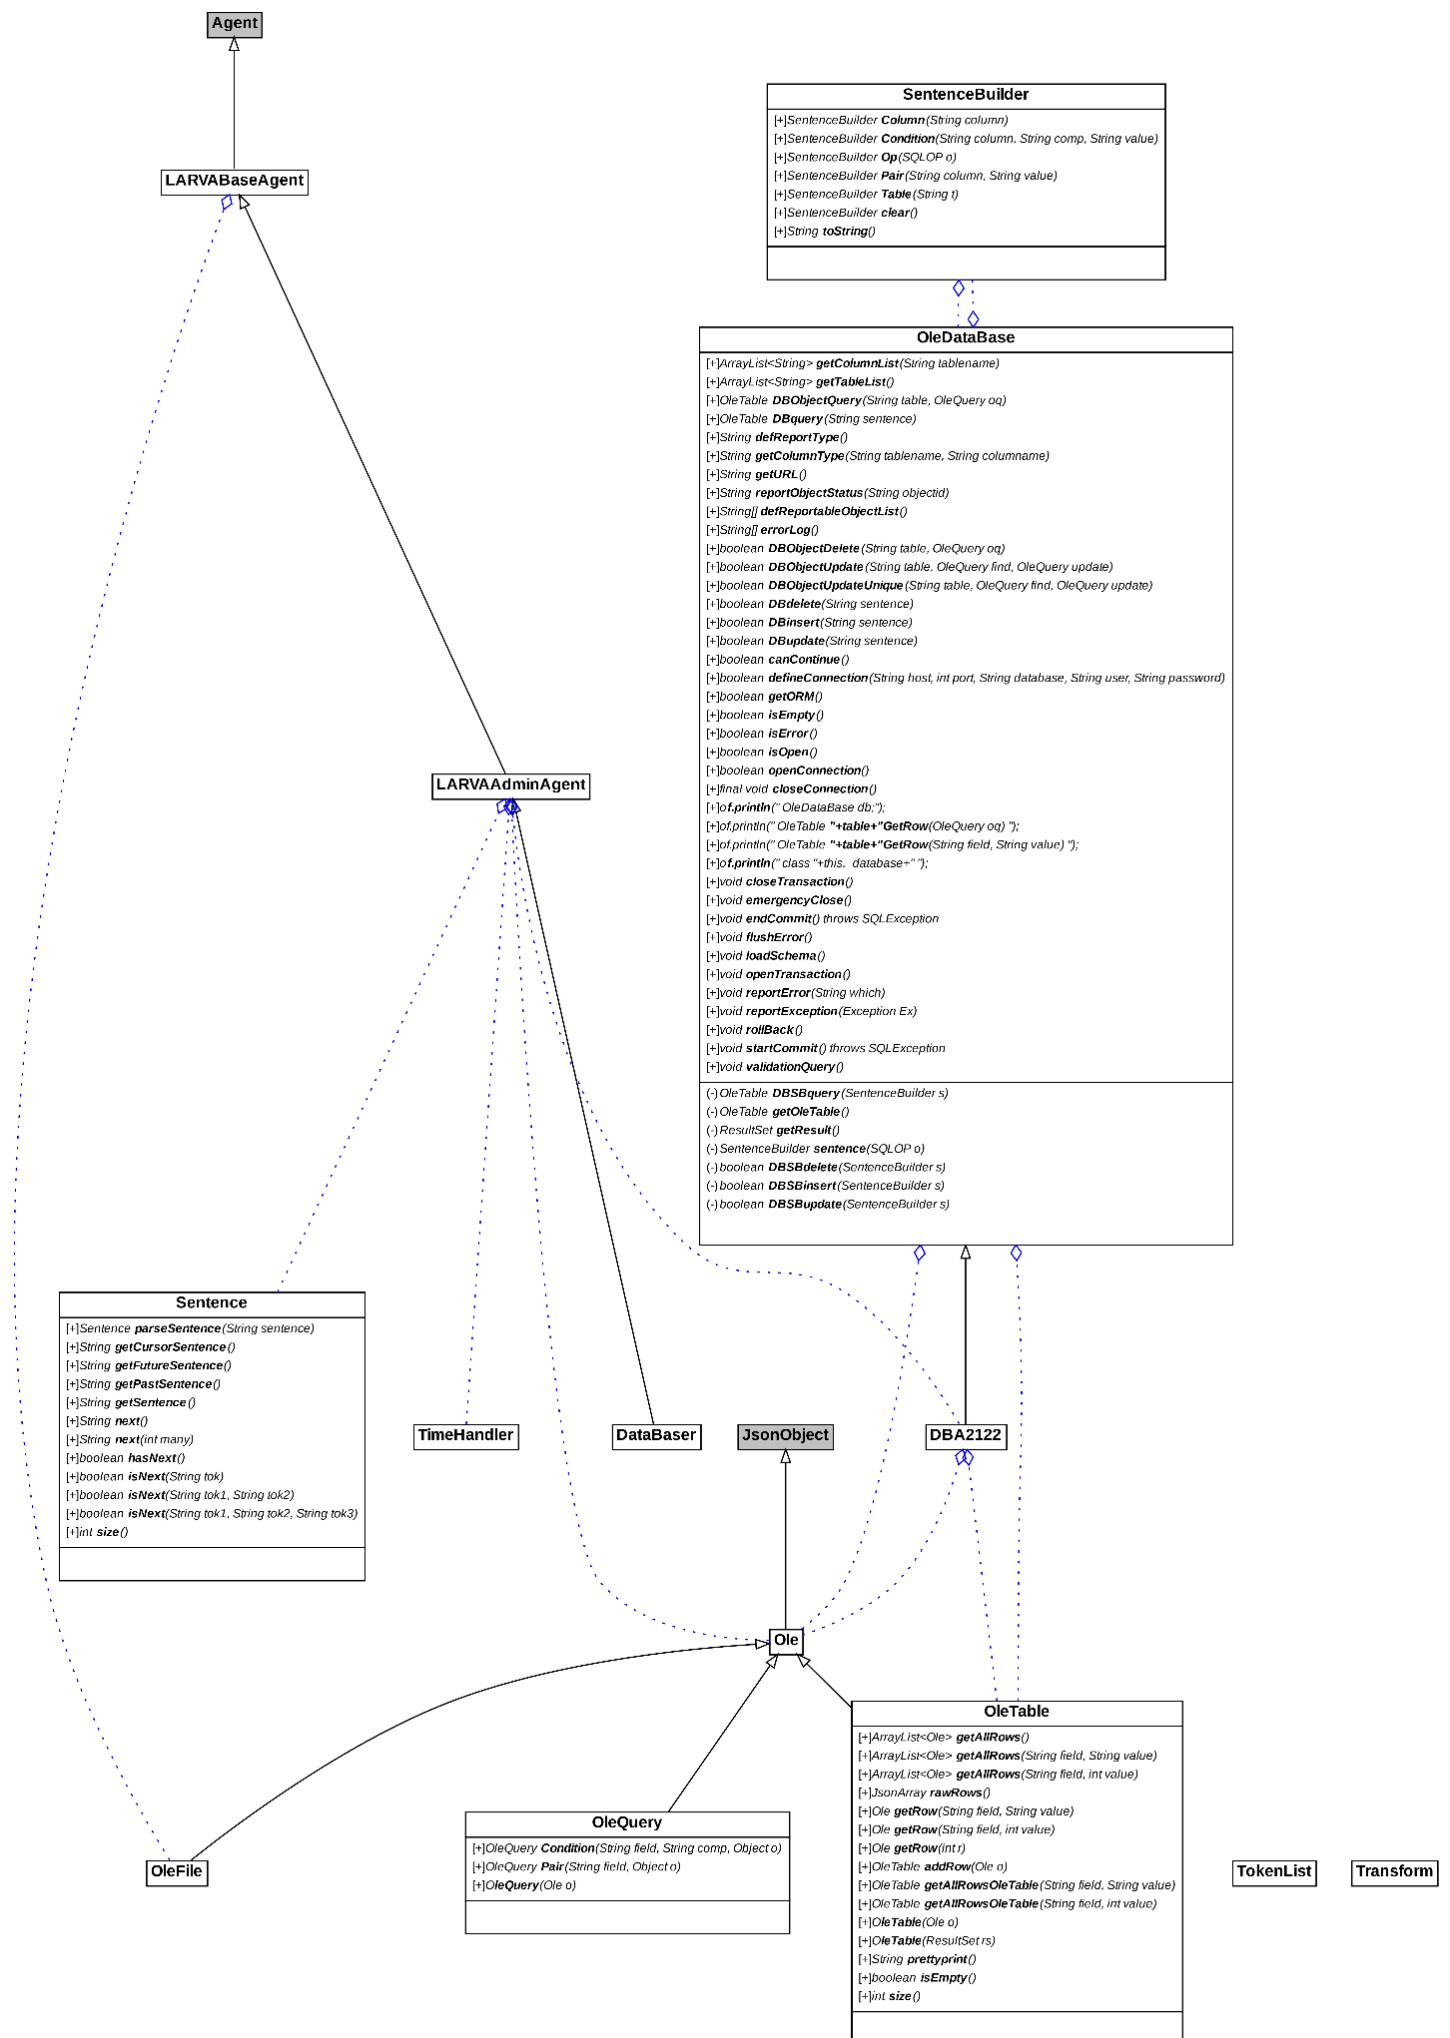 Agent
LARVABaseAgent
SentenceBuilder
[+]SentenceBuilder Column(String column)
[+]SentenceBuilder Condition(String column, String comp, String value)
[+]SentenceBuilder Op(SQLOP o)
[+]SentenceBuilder Pair(String column, String value)
[+]SentenceBuilder Table(String t)
[+]SentenceBuilder clear()
[+]String toString()
OleDataBase
[+]ArrayList<String> getColumnList(String tablename)
[+]ArrayList<String> getTableList()
[+]OleTable DBObjectQuery(String table, OleQuery oq)
[+]OleTable DBquery(String sentence)
[+]String defReportType()
[+]String getColumnType(String tablename, String columname)
[+]String getURL()
[+]String reportObjectStatus(String objectid)
[+]String[] defReportableObjectList()
[+]String[] errorLog()
[+]boolean DBObjectDelete(String table, OleQuery oq)
[+]boolean DBObjectUpdate(String table, OleQuery find, OleQuery update)
[+]boolean DBObjectUpdateUnique(String table, OleQuery find, OleQuery update)
[+]boolean DBdelete(String sentence)
[+]boolean DBinsert(String sentence)
[+]boolean DBupdate(String sentence)
[+]boolean canContinue()
[+]boolean defineConnection(String host, int port, String database, String user, String password)
[+]boolean getORM()
[+]boolean isEmpty()
[+]boolean isError()
[+]boolean isOpen()
[+]boolean openConnection()
[+]final void closeConnection()
[+]of.println(" OleDataBase db;");
[+]of.println(" OleTable "+table+"GetRow(OleQuery oq) ");
[+]of.println(" OleTable "+table+"GetRow(String field, String value) ");
[+]of.println(" class "+this._database+" ");
[+]void closeTransaction()
[+]void emergencyClose()
[+]void endCommit() throws SQLException
[+]void flushError()
[+]void loadSchema()
[+]void openTransaction()
[+]void reportError(String which)
[+]void reportException(Exception Ex)
[+]void rollBack()
[+]void startCommit() throws SQLException
[+]void validationQuery()
(-)OleTable DBSBquery(SentenceBuilder s)
(-)OleTable getOleTable()
(-)ResultSet getResult()
(-)SentenceBuilder sentence(SQLOP o)
(-)boolean DBSBdelete(SentenceBuilder s)
(-)boolean DBSBinsert(SentenceBuilder s)
(-)boolean DBSBupdate(SentenceBuilder s)
LARVAAdminAgent
Sentence
[+]Sentence parseSentence(String sentence)
[+]String getCursorSentence()
[+]String getFutureSentence()
[+]String getPastSentence()
[+]String getSentence()
[+]String next()
[+]String next(int many)
[+]boolean hasNext()
[+]boolean isNext(String tok)
[+]boolean isNext(String tok1, String tok2)
[+]boolean isNext(String tok1, String tok2, String tok3)
[+]int size()
TimeHandler
DataBaser
JsonObject
DBA2122
Ole
OleFile
OleQuery
[+]OleQuery Condition(String field, String comp, Object o)
[+]OleQuery Pair(String field, Object o)
[+]OleQuery(Ole o)
OleTable
[+]ArrayList<Ole> getAllRows()
[+]ArrayList<Ole> getAllRows(String field, String value)
[+]ArrayList<Ole> getAllRows(String field, int value)
[+]JsonArray rawRows()
[+]Ole getRow(String field, String value)
[+]Ole getRow(String field, int value)
[+]Ole getRow(int r)
[+]OleTable addRow(Ole o)
[+]OleTable getAllRowsOleTable(String field, String value)
[+]OleTable getAllRowsOleTable(String field, int value)
[+]OleTable(Ole o)
[+]OleTable(ResultSet rs)
[+]String prettyprint()
[+]boolean isEmpty()
[+]int size()
TokenList
Transform